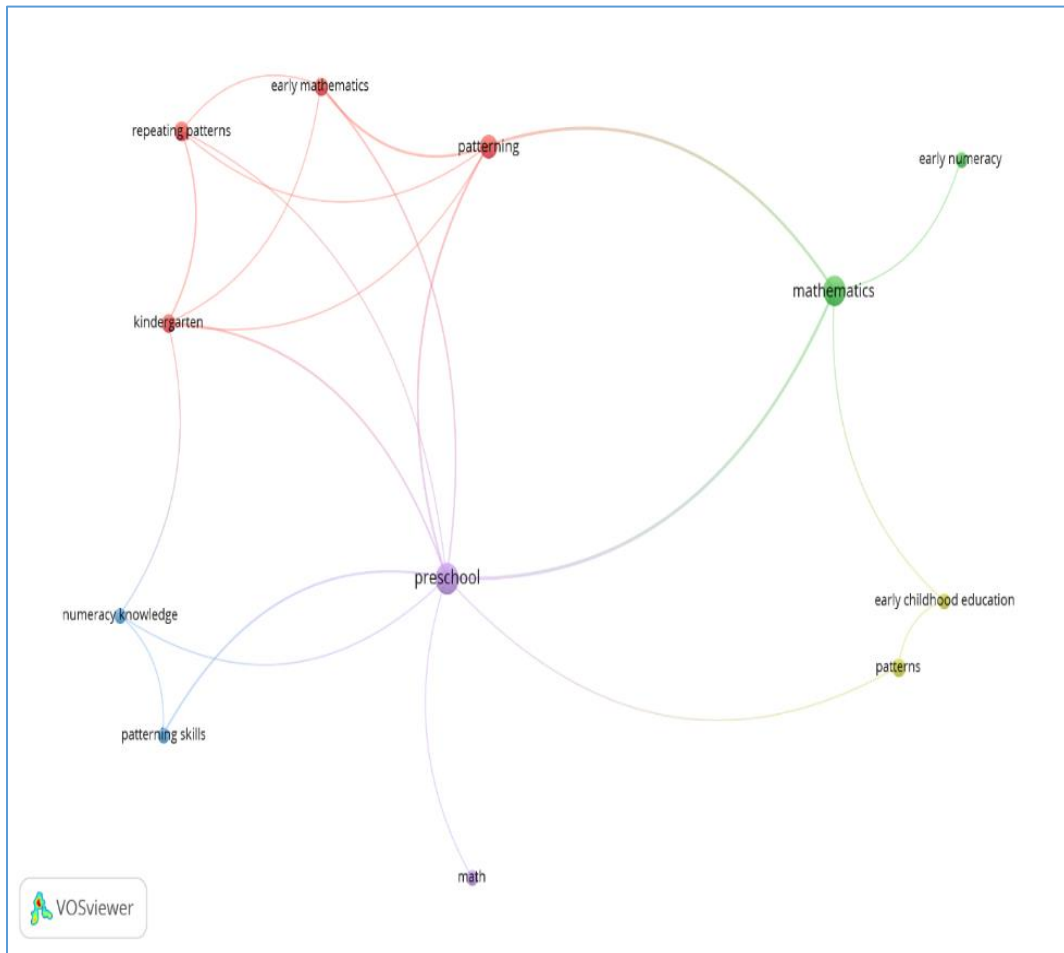 early mathematics
repeating patterns
patterning
early numeracy
mathematics
kindergarten
preschool
early childhood education
numeracy knowledge
patterns
patterning skills
math
VOSviewer